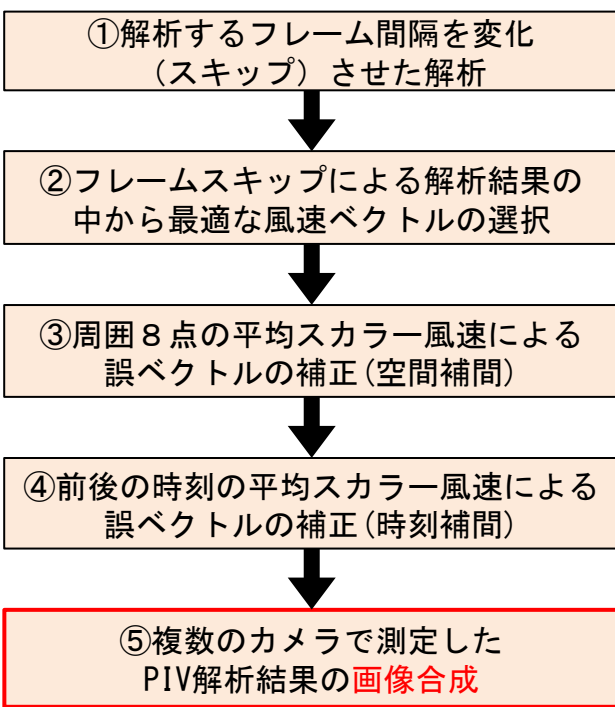 ①解析するフレーム間隔を変化
(スキップ)させた解析
②フレームスキップによる解析結果の
中から最適な風速ベクトルの選択
③周囲８点の平均スカラー風速による
誤ベクトルの補正(空間補間)
④前後の時刻の平均スカラー風速による
誤ベクトルの補正(時刻補間)
⑤複数のカメラで測定した
PIV解析結果の画像合成